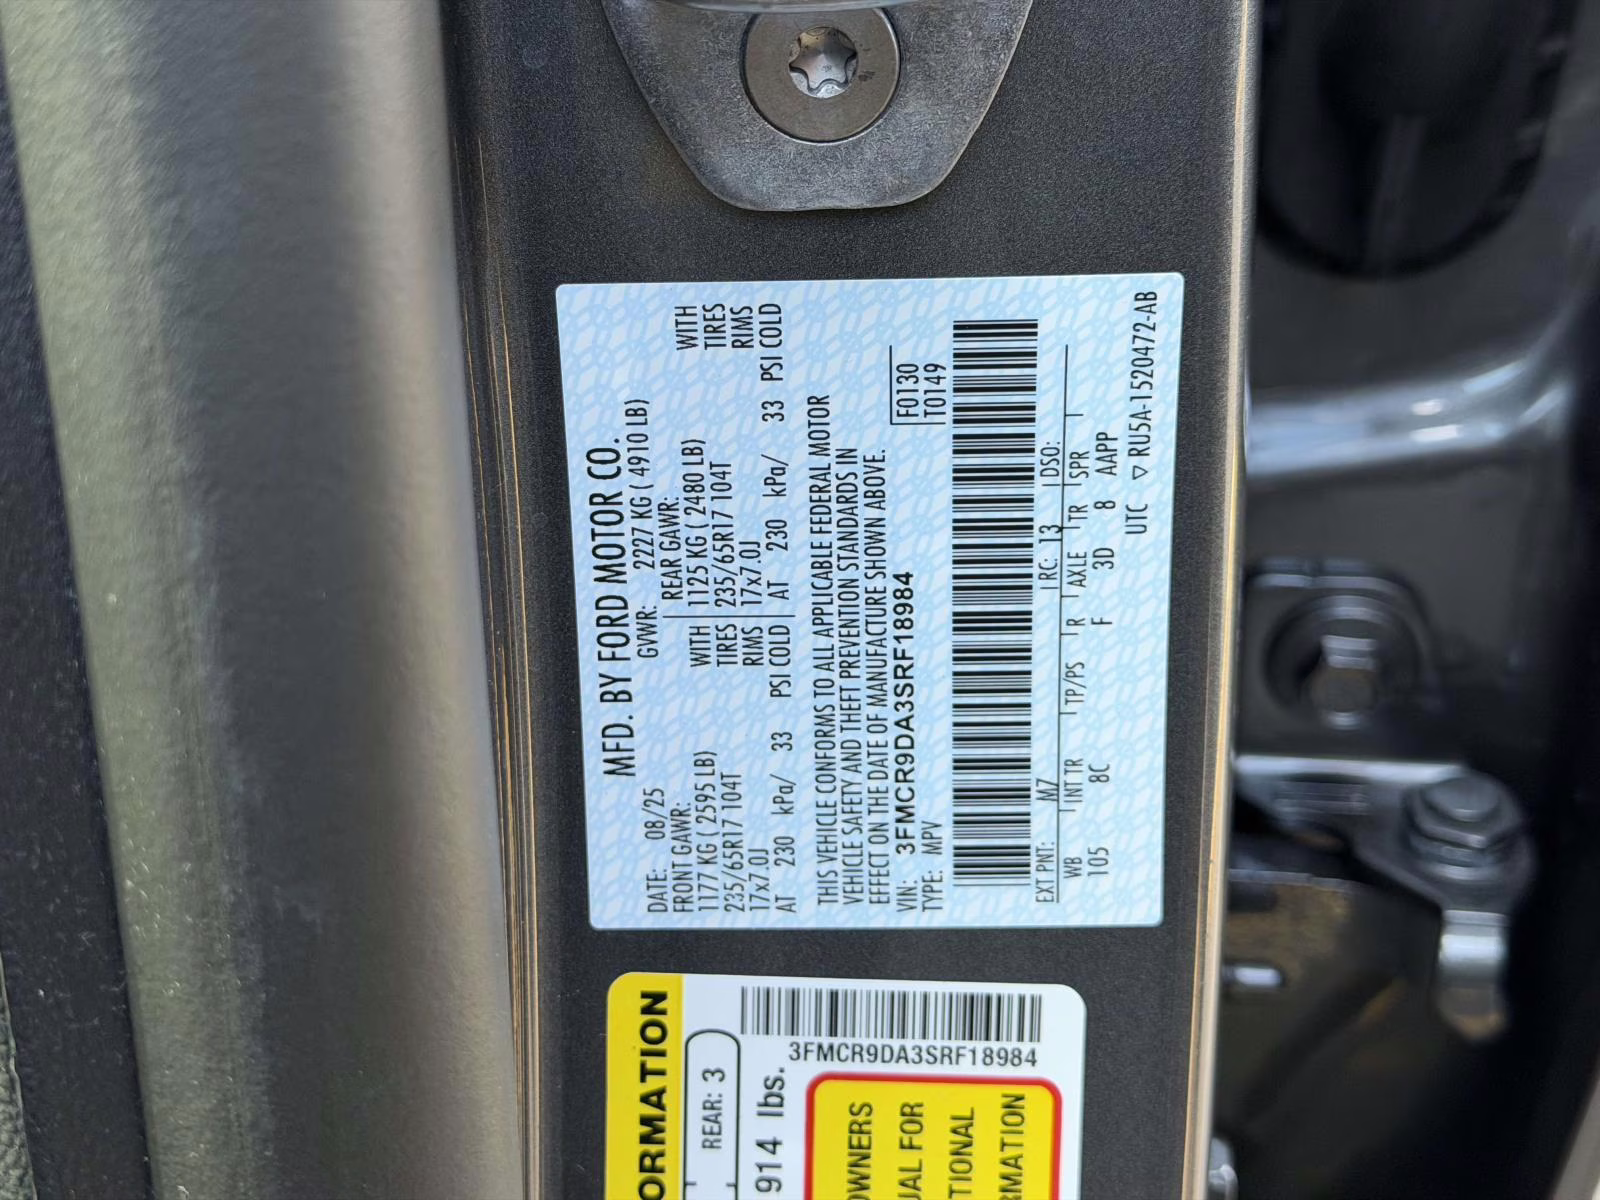 MFD. BY FORD MOTOR CO.
DATE: 08/25 GVWR: 2227 KG ( 4910 LB)
FRONT GAWR: REAR GAWR:
1177 KG ( 2595 LB) WITH 1125 KG ( 2480 LB) WITH
235/65R17 104T TIRES 235/65R17 104T TIRES
17x7.0J RIMS 17x7.0J RIMS
AT 230 kPa/ 33 PSI COLD AT 230 kPa/ 33 PSI COLD
THIS VEHICLE CONFORMS TO ALL APPLICABLE FEDERAL MOTOR
VEHICLE SAFETY AND THEFT PREVENTION STANDARDS IN
EFFECT ON THE DATE OF MANUFACTURE SHOWN ABOVE.
VIN: 3FMCR9DA3SRF18984 F0130
TYPE: MPV T0149
EXT PNT: M7 RC: 13 DSO:
WB INT TR TP/PS R AXLE TR SPR
105 8C F 3D 8 AAPP
UTC ▽ RU5A-1520472-AB
ORMATION
REAR: 3
914 lbs.
3FMCR9DA3SRF18984
OWNERS
UAL FOR
TIONAL
RMATION